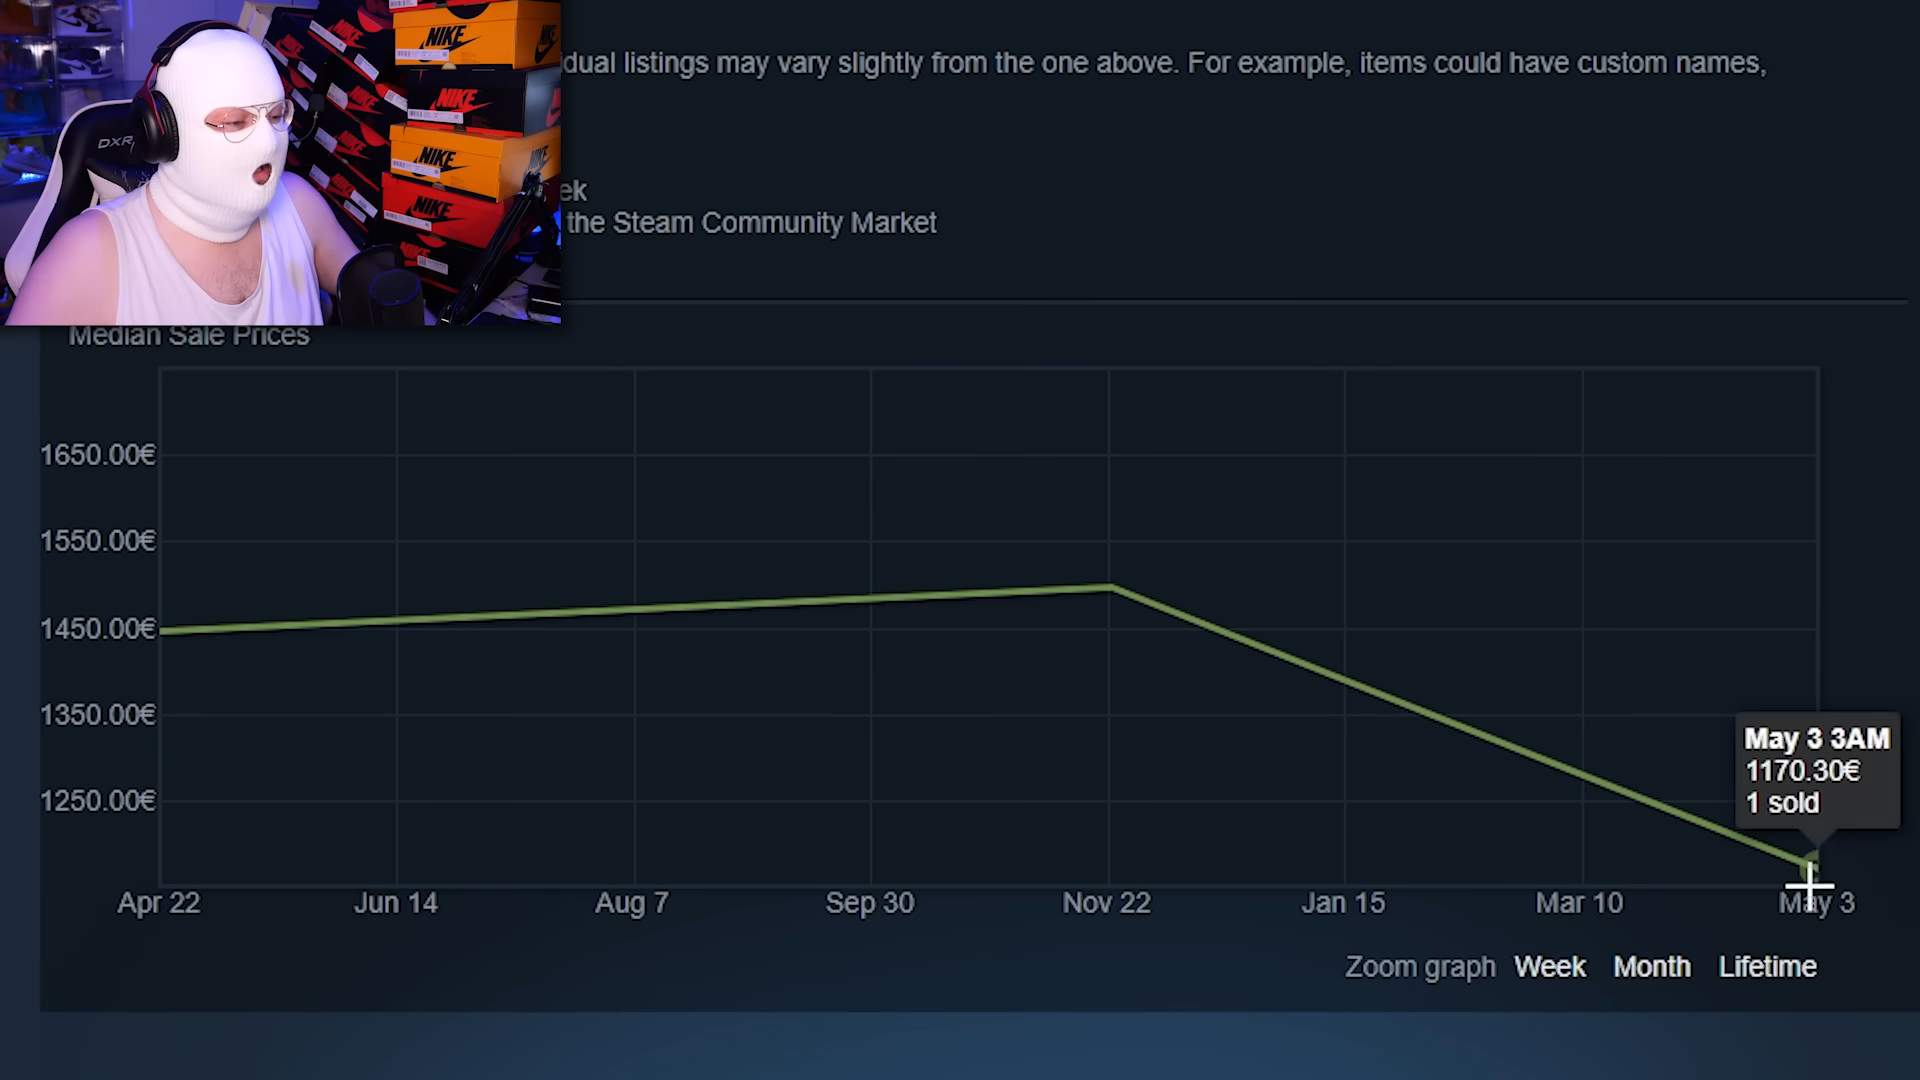 NIKE
NIKE
NIKE
NIKE
NIKE
DXR
dual listings may vary slightly from the one above. For example, items could have custom names,
ek
the Steam Community Market
Median Sale Prices
1650.00€
1550.00€
1450.00€
1350.00€
1250.00€
May 3 3AM
1170.30€
1 sold
Apr 22
Jun 14
Aug 7
Sep 30
Nov 22
Jan 15
Mar 10
May 3
Zoom graph Week Month Lifetime